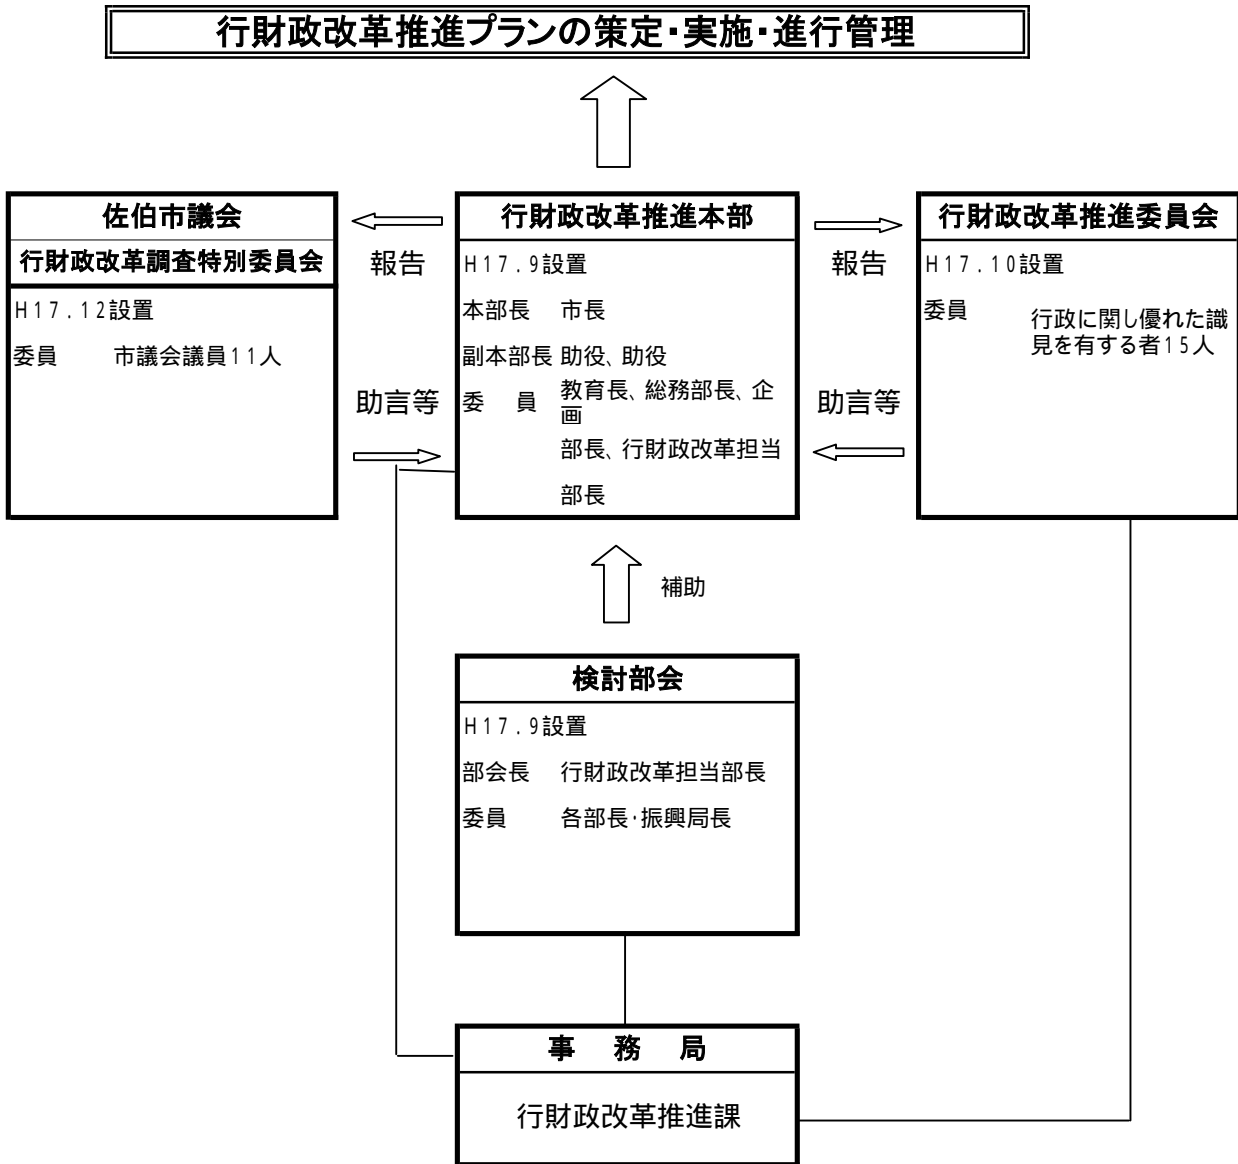 行財政改革推進プランの策定・実施・進行管理
佐伯市議会
行財政改革調査特別委員会
H17.12設置
委員 市議会議員11人
報告
助言等
行財政改革推進本部
H17.9設置
本部長 市長
副本部長 助役、助役
委 員 教育長、総務部長、企
画
部長、行財政改革担当
部長
報告
助言等
行財政改革推進委員会
H17.10設置
委員 行政に関し優れた識
見を有する者15人
補助
検討部会
H17.9設置
部会長 行財政改革担当部長
委員 各部長・振興局長
事 務 局
行財政改革推進課